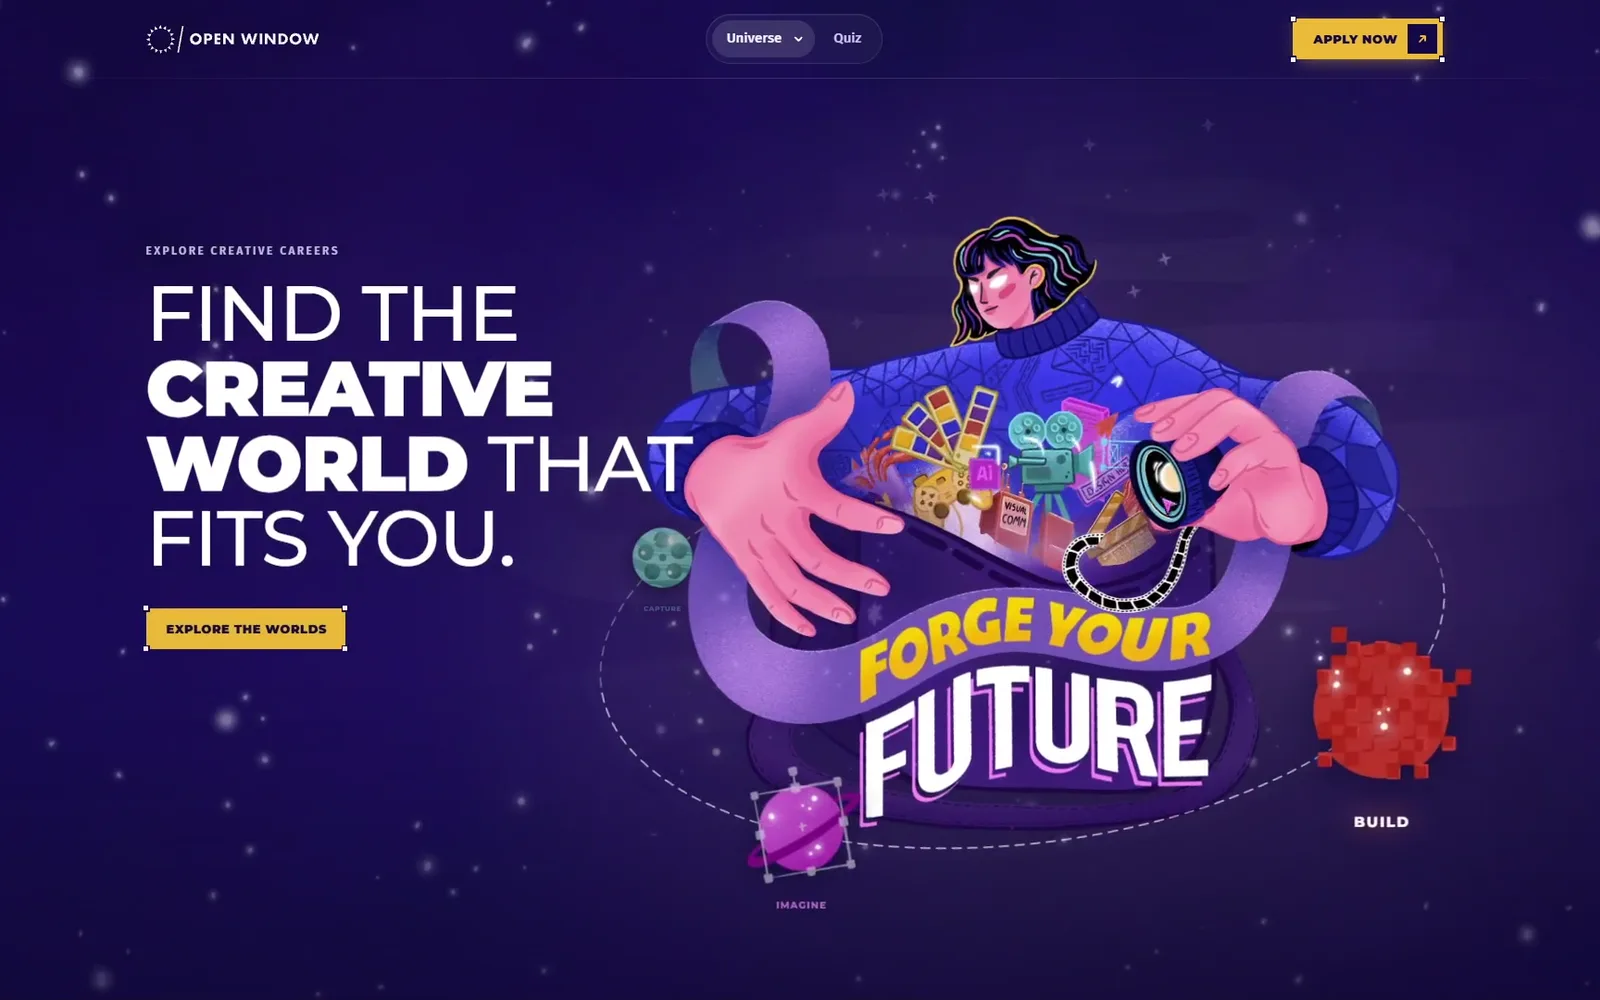 OPEN WINDOW
Universe
Quiz
APPLY NOW
EXPLORE CREATIVE CAREERS
FIND THE
CREATIVE
WORLD THAT
FITS YOU.
EXPLORE THE WORLDS
Ai
VISUAL
COMM
FORGE YOUR
FUTURE
CAPTURE
BUILD
IMAGINE